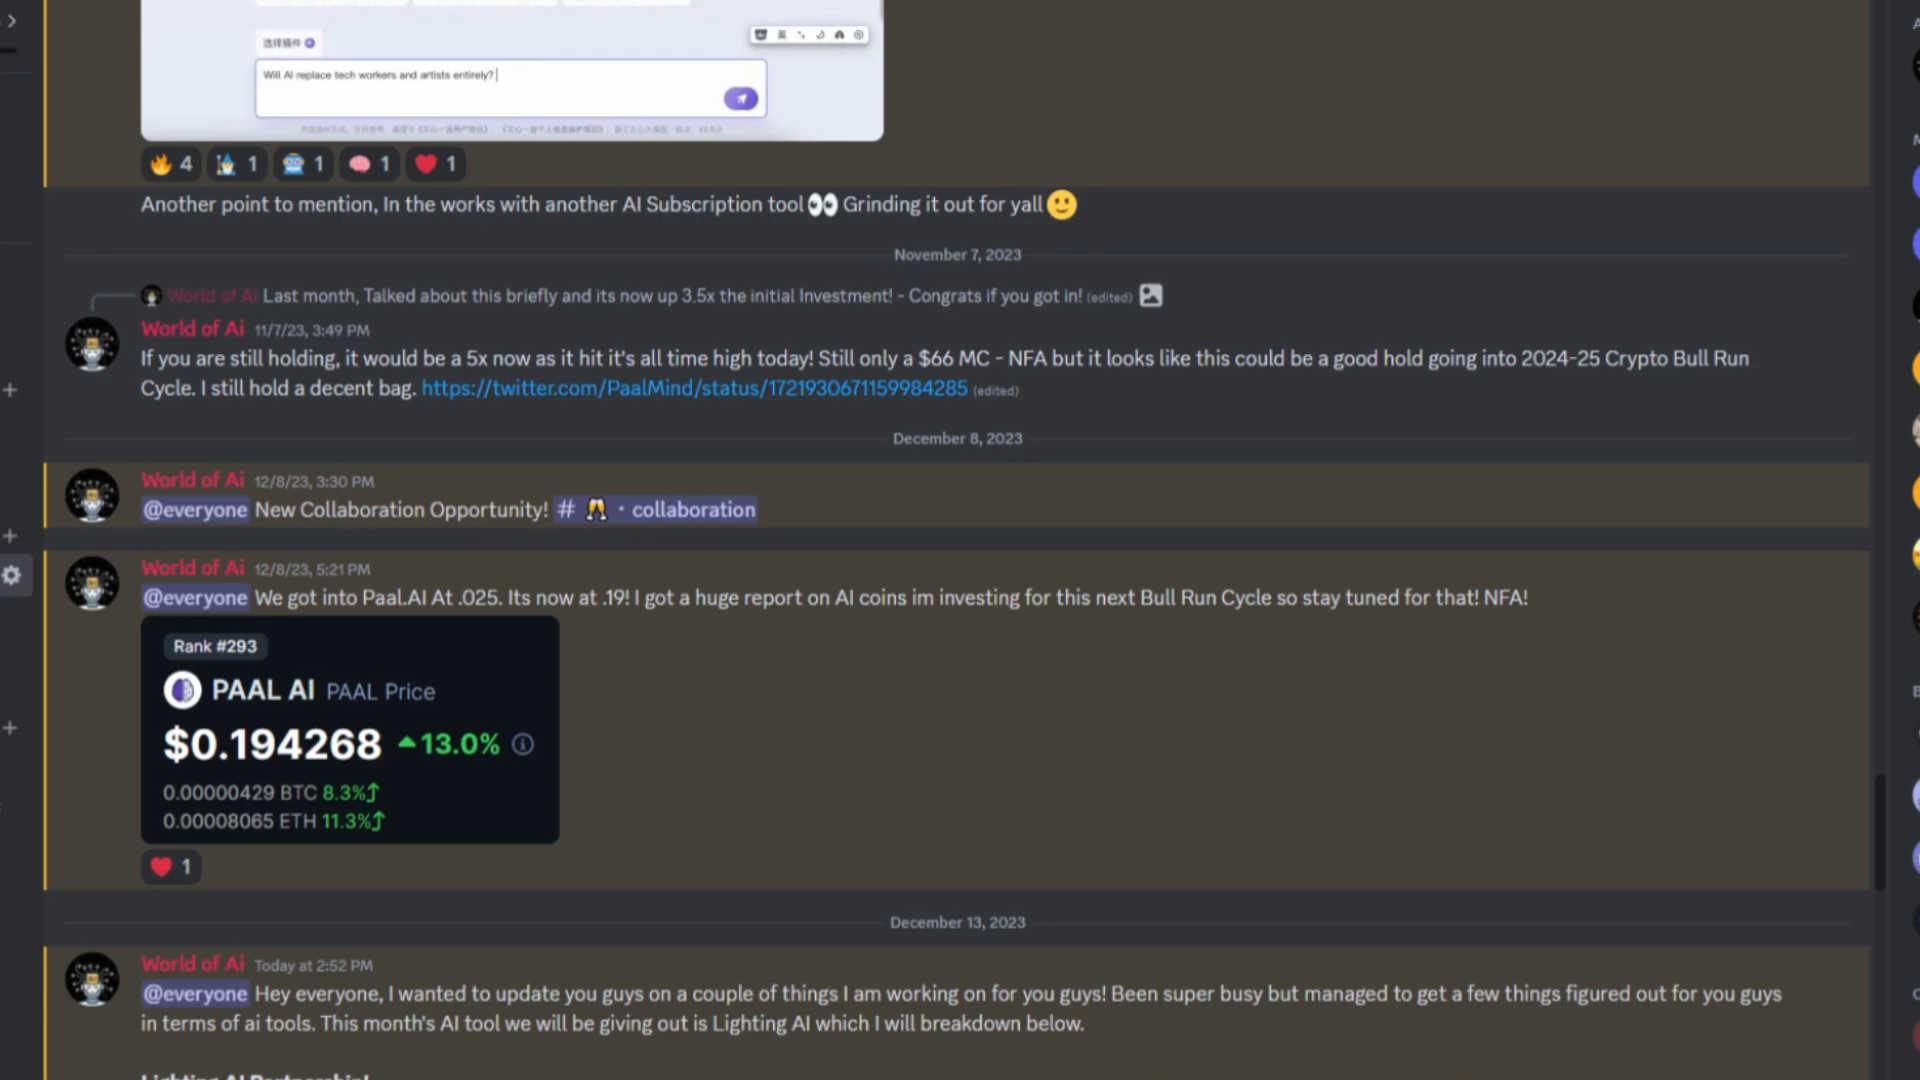 选择插件
Will AI replace tech workers and artists entirely?
4 1 1 1 1
Another point to mention, In the works with another AI Subscription tool👀 Grinding it out for yall🙂
November 7, 2023
World of Ai Last month, Talked about this briefly and its now up 3.5x the initial Investment! - Congrats if you got in! (edited)
World of Ai 11/7/23, 3:49 PM
If you are still holding, it would be a 5x now as it hit it's all time high today! Still only a $66 MC - NFA but it looks like this could be a good hold going into 2024-25 Crypto Bull Run
Cycle. I still hold a decent bag. https://twitter.com/PaalMind/status/1721930671159984285 (edited)
December 8, 2023
World of Ai 12/8/23, 3:30 PM
@everyone New Collaboration Opportunity! # 🥂・collaboration
World of Ai 12/8/23, 5:21 PM
@everyone We got into Paal.AI At .025. Its now at .19! I got a huge report on AI coins im investing for this next Bull Run Cycle so stay tuned for that! NFA!
Rank #293
PAAL AI PAAL Price
$0.194268 13.0%
0.00000429 BTC 8.3%
0.00008065 ETH 11.3%
1
December 13, 2023
World of Ai Today at 2:52 PM
@everyone Hey everyone, I wanted to update you guys on a couple of things I am working on for you guys! Been super busy but managed to get a few things figured out for you guys
in terms of ai tools. This month's AI tool we will be giving out is Lighting AI which I will breakdown below.
Lighting AI Partnership!